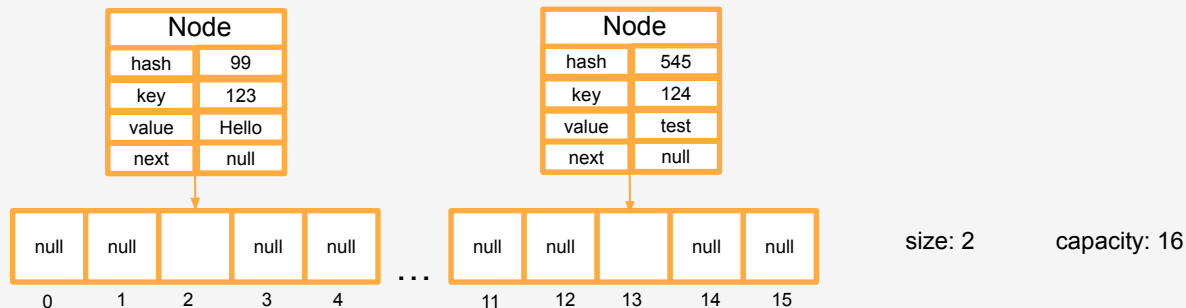 Node
hash 99
key 123
value Hello
next null
Node
hash 545
key 124
value test
next null
null null null null ... null null null null
0 1 2 3 4 11 12 13 14 15
size: 2 capacity: 16